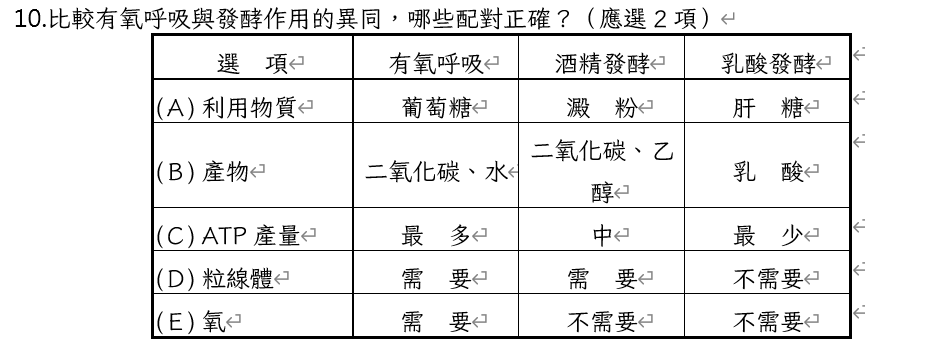 10.比較有氧呼吸與發酵作用的異同，哪些配對正確？（應選 2 項）
選　項 有氧呼吸 酒精發酵 乳酸發酵
(A) 利用物質 葡萄糖 澱　粉 肝　糖
(B) 產物 二氧化碳、水 二氧化碳、乙醇 乳　酸
(C) ATP 產量 最　多 中 最　少
(D) 粒線體 需　要 需　要 不需要
(E) 氧 需　要 不需要 不需要